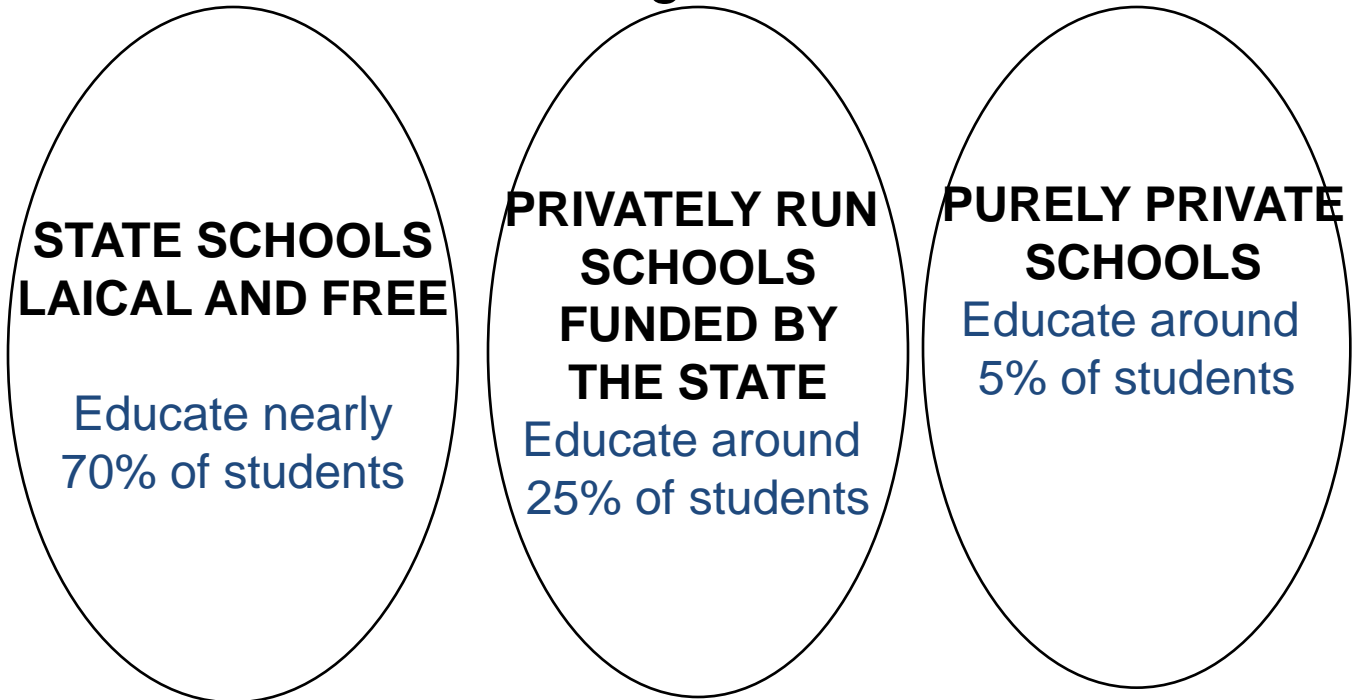 STATE SCHOOLS
LAICAL AND FREE
Educate nearly
70% of students
PRIVATELY RUN
SCHOOLS
FUNDED BY
THE STATE
Educate around
25% of students
PURELY PRIVATE
SCHOOLS
Educate around
5% of students